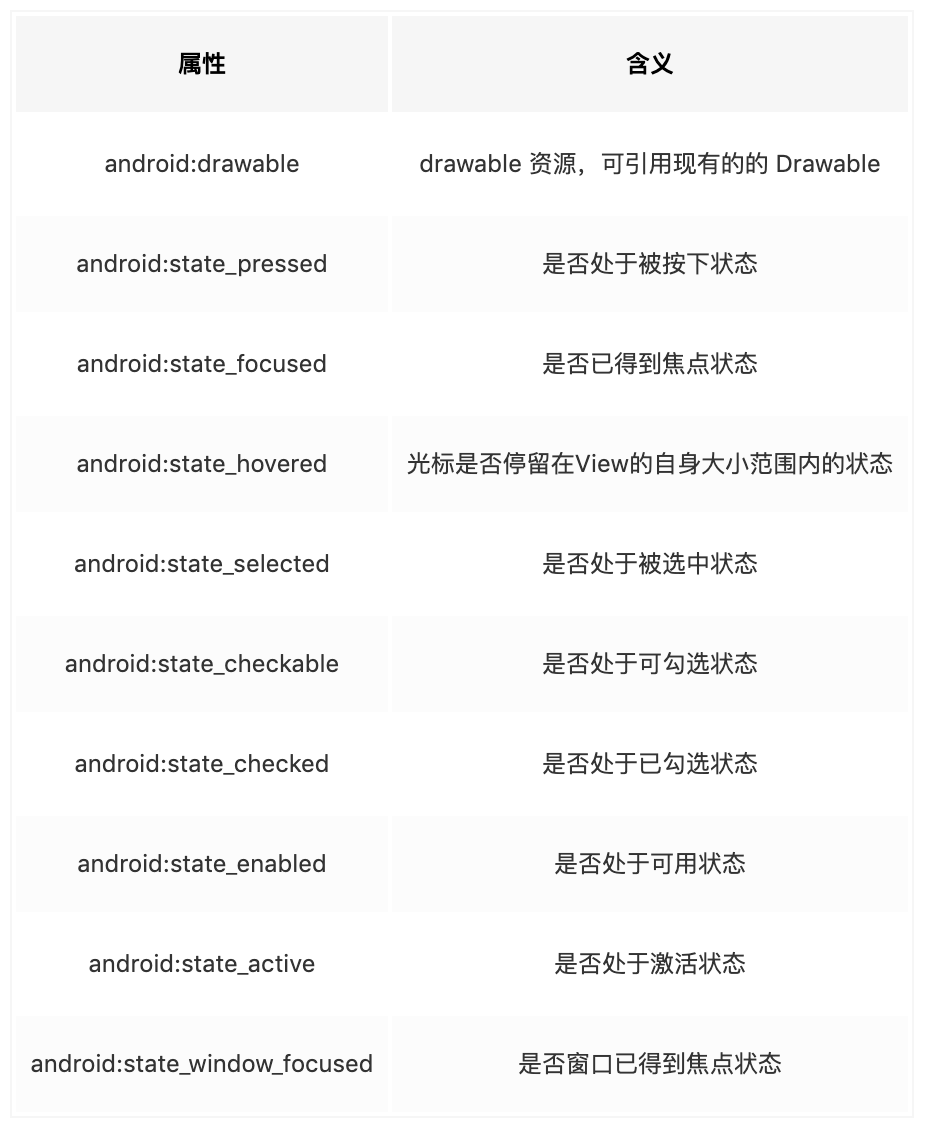 属性 含义
android:drawable drawable 资源，可引用现有的的 Drawable
android:state_pressed 是否处于被按下状态
android:state_focused 是否已得到焦点状态
android:state_hovered 光标是否停留在View的自身大小范围内的状态
android:state_selected 是否处于被选中状态
android:state_checkable 是否处于可勾选状态
android:state_checked 是否处于已勾选状态
android:state_enabled 是否处于可用状态
android:state_active 是否处于激活状态
android:state_window_focused 是否窗口已得到焦点状态